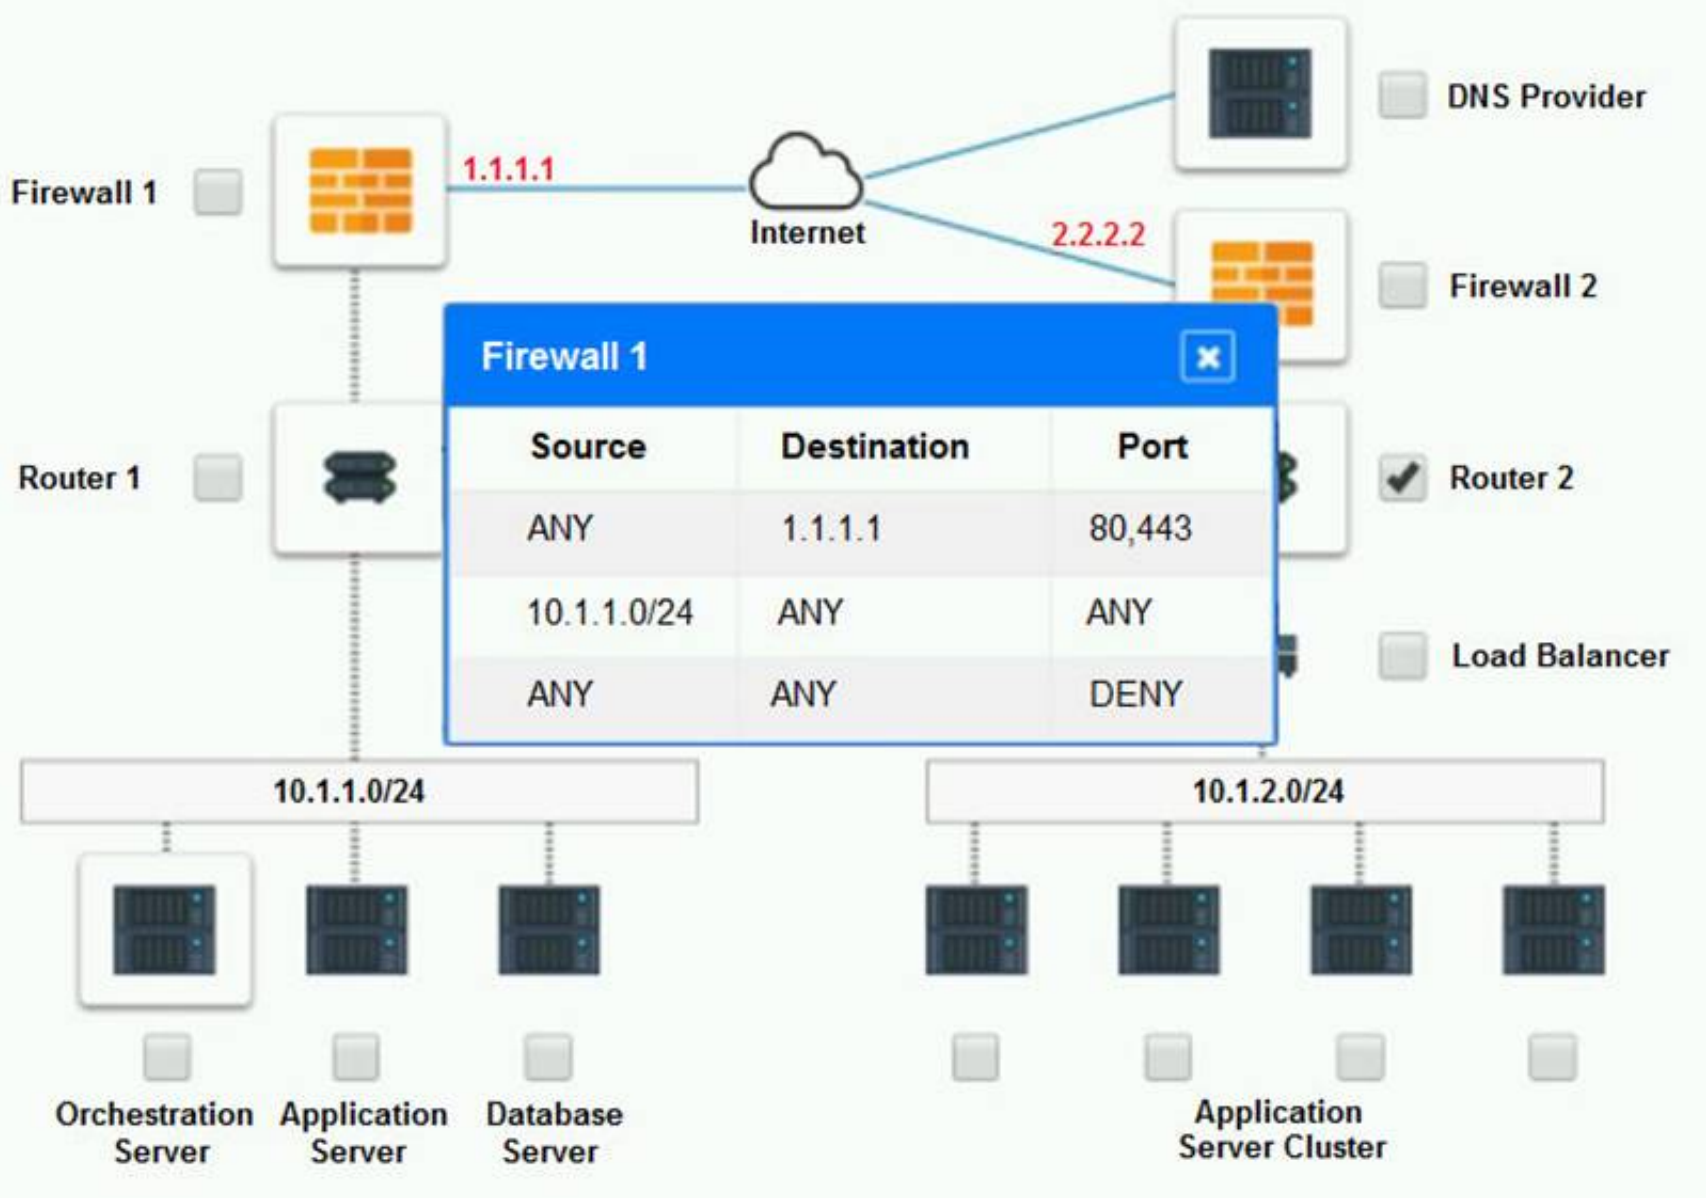 DNS Provider
Firewall 1
1.1.1.1
Internet
2.2.2.2
Firewall 2
Firewall 1
Source Destination Port
ANY 1.1.1.1 80,443
10.1.1.0/24 ANY ANY
ANY ANY DENY
Router 1
Router 2
Load Balancer
10.1.1.0/24
10.1.2.0/24
Orchestration
Server
Application
Server
Database
Server
Application
Server Cluster